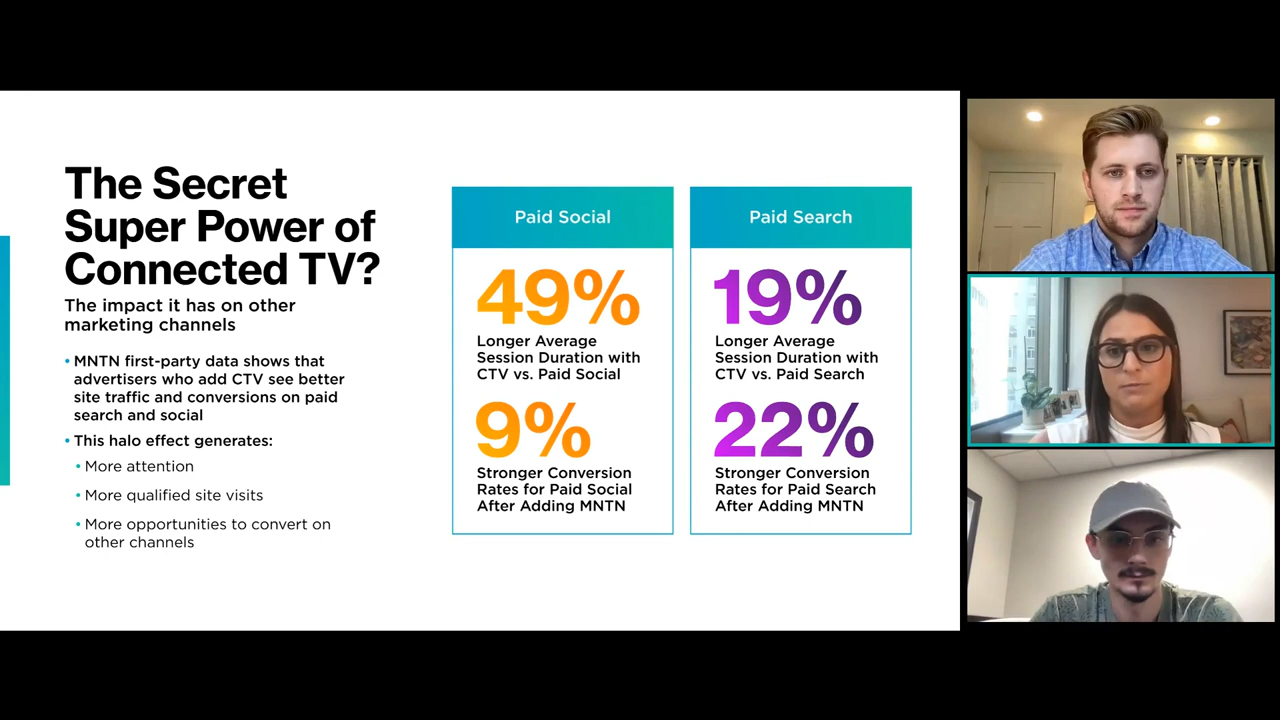 The Secret
Super Power of
Connected TV?
The impact it has on other
marketing channels
• MNTN first-party data shows that
advertisers who add CTV see better
site traffic and conversions on paid
search and social
• This halo effect generates:
• More attention
• More qualified site visits
• More opportunities to convert on
other channels
Paid Social
49%
Longer Average
Session Duration with
CTV vs. Paid Social
9%
Stronger Conversion
Rates for Paid Social
After Adding MNTN
Paid Search
19%
Longer Average
Session Duration with
CTV vs. Paid Search
22%
Stronger Conversion
Rates for Paid Search
After Adding MNTN